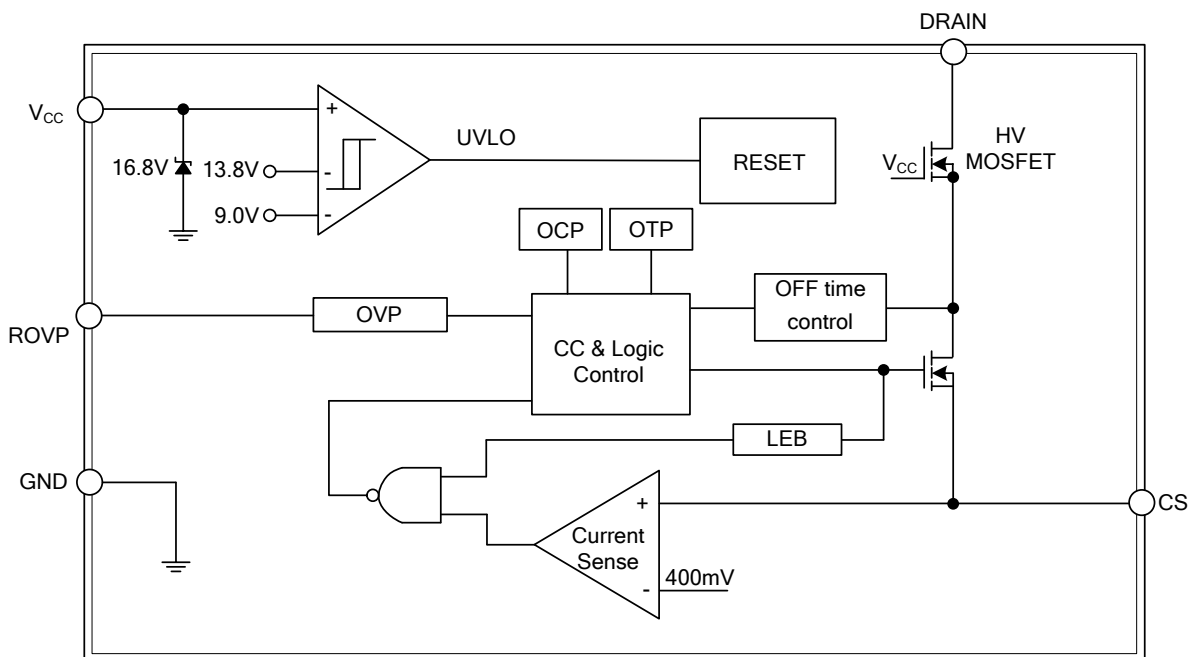 DRAIN
VCC
+
UVLO
RESET
HV
MOSFET
VCC
16.8V
13.8V
-
9.0V
-
OCP
OTP
OFF time
control
ROVP
OVP
CC & Logic
Control
LEB
GND
CS
+
Current
Sense
400mV
-